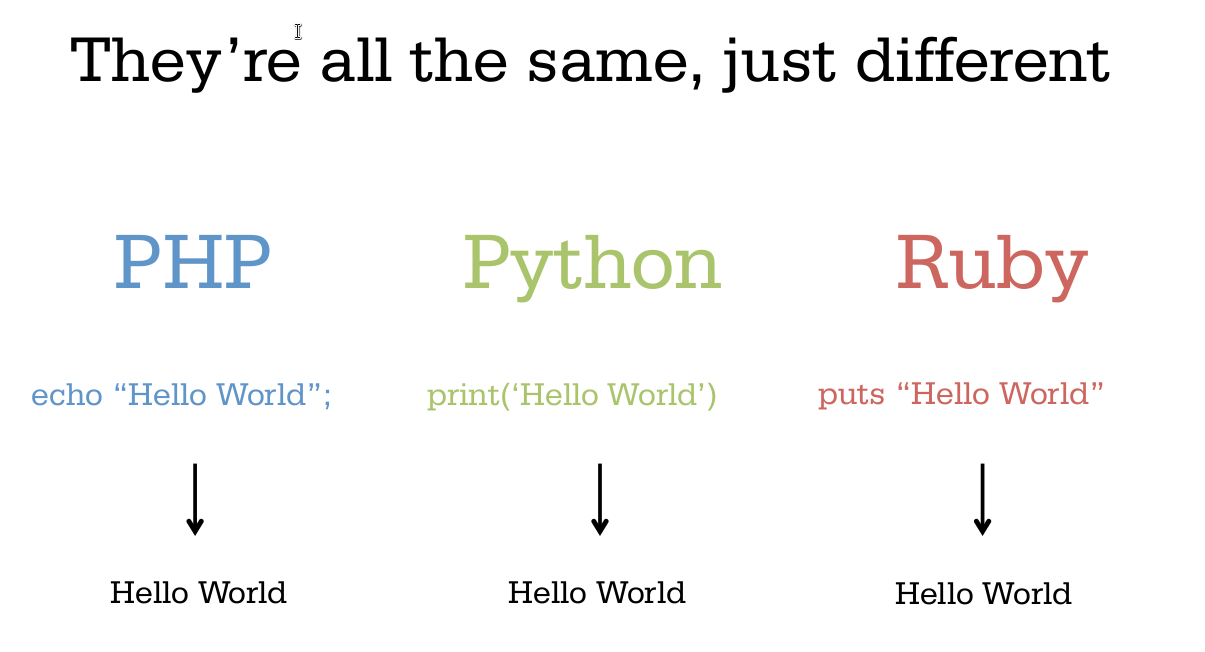 They’re all the same, just different
PHP
Python
Ruby
echo “Hello World”;
print(‘Hello World’)
puts “Hello World”
Hello World
Hello World
Hello World